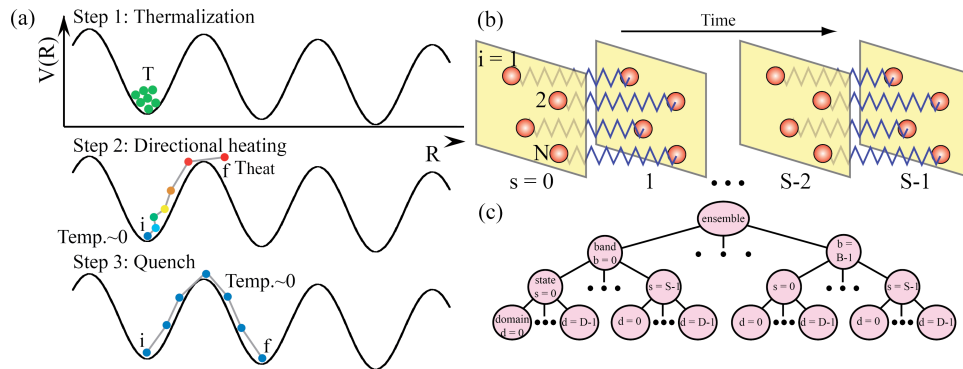 (a)
Step 1: Thermalization
V(R)
T
R
Step 2: Directional heating
f
Theat
i
Temp.~0
Step 3: Quench
Temp.~0
i
f
(b)
Time
i = 1
2
N
s = 0
1
• • •
S-2
S-1
(c)
ensemble
band
b = 0
• • •
b =
B-1
state
s = 0
• • •
s = S-1
s = 0
• • •
s = S-1
domain
d = 0
•••
d = D-1
d = 0
•••
d = D-1
d = 0
•••
d = D-1
d = 0
•••
d = D-1